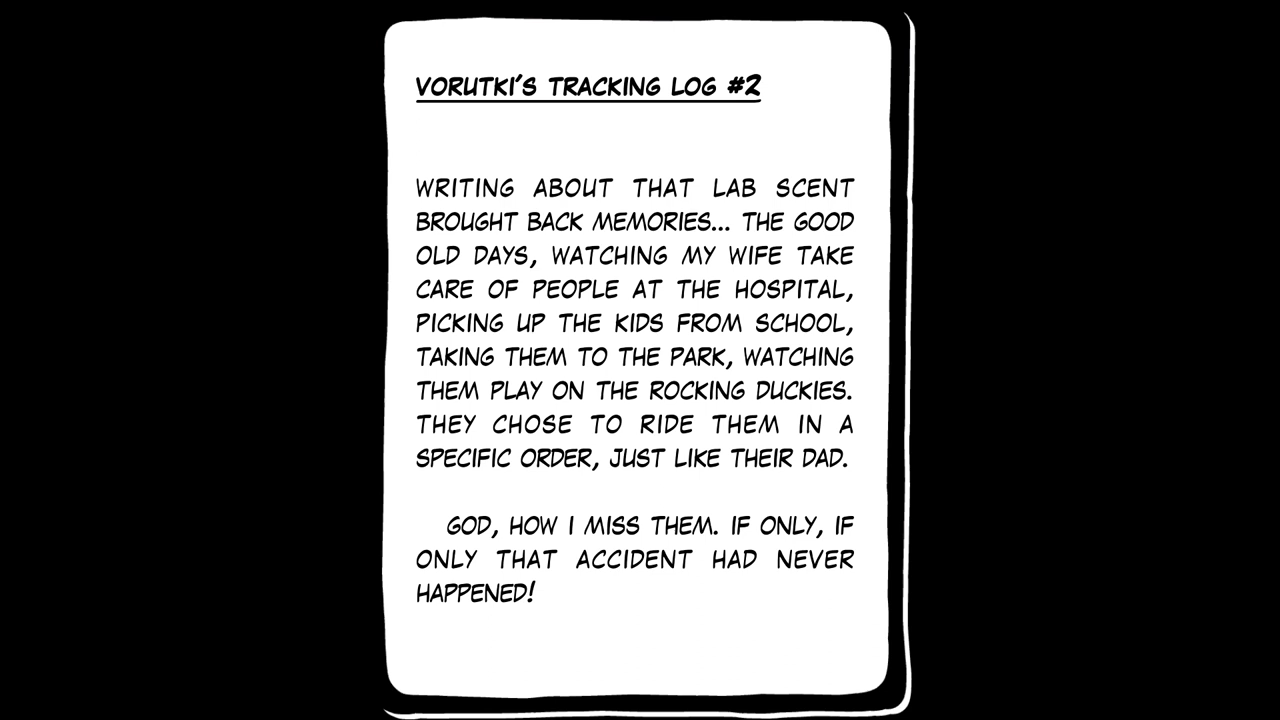 VORUTKI'S TRACKING LOG #2
WRITING ABOUT THAT LAB SCENT
BROUGHT BACK MEMORIES... THE GOOD
OLD DAYS, WATCHING MY WIFE TAKE
CARE OF PEOPLE AT THE HOSPITAL,
PICKING UP THE KIDS FROM SCHOOL,
TAKING THEM TO THE PARK, WATCHING
THEM PLAY ON THE ROCKING DUCKIES.
THEY CHOSE TO RIDE THEM IN A
SPECIFIC ORDER, JUST LIKE THEIR DAD.
GOD, HOW I MISS THEM. IF ONLY, IF
ONLY THAT ACCIDENT HAD NEVER
HAPPENED!